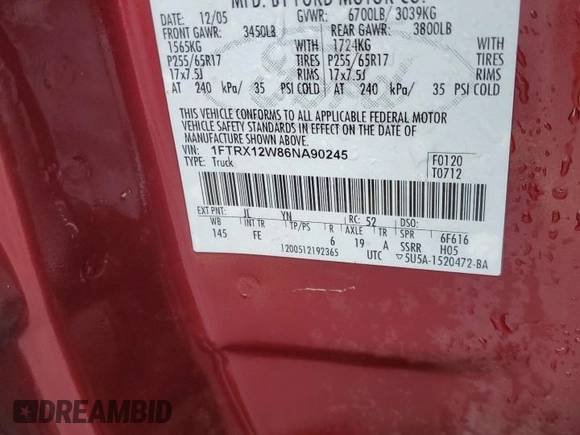 MFD. BY FORD MOTOR CO.
DATE: 12/05 GVWR: 6700LB/ 3039KG
FRONT GAWR: 3450LB REAR GAWR: 3800LB
1565KG WITH 1724KG WITH
P255/65R17 TIRES P255/65R17 TIRES
17x7.5J RIMS 17x7.5J RIMS
AT 240 kPa/ 35 PSI COLD AT 240 kPa/ 35 PSI COLD
THIS VEHICLE CONFORMS TO ALL APPLICABLE FEDERAL MOTOR
VEHICLE SAFETY STANDARDS IN EFFECT ON THE DATE OF
MANUFACTURE SHOWN ABOVE.
VIN: 1FTRX12W86NA90245
TYPE: Truck
F0120
T0712
EXT PNT: JL YN RC: 52 DSO:
WB INT TR TP/PS R AXLE TR SPR 6F616
145 FE 6 19 A SSRR H05
1200512192365 UTC ▽5U5A-1520472-BA
Ford
DREAMBID